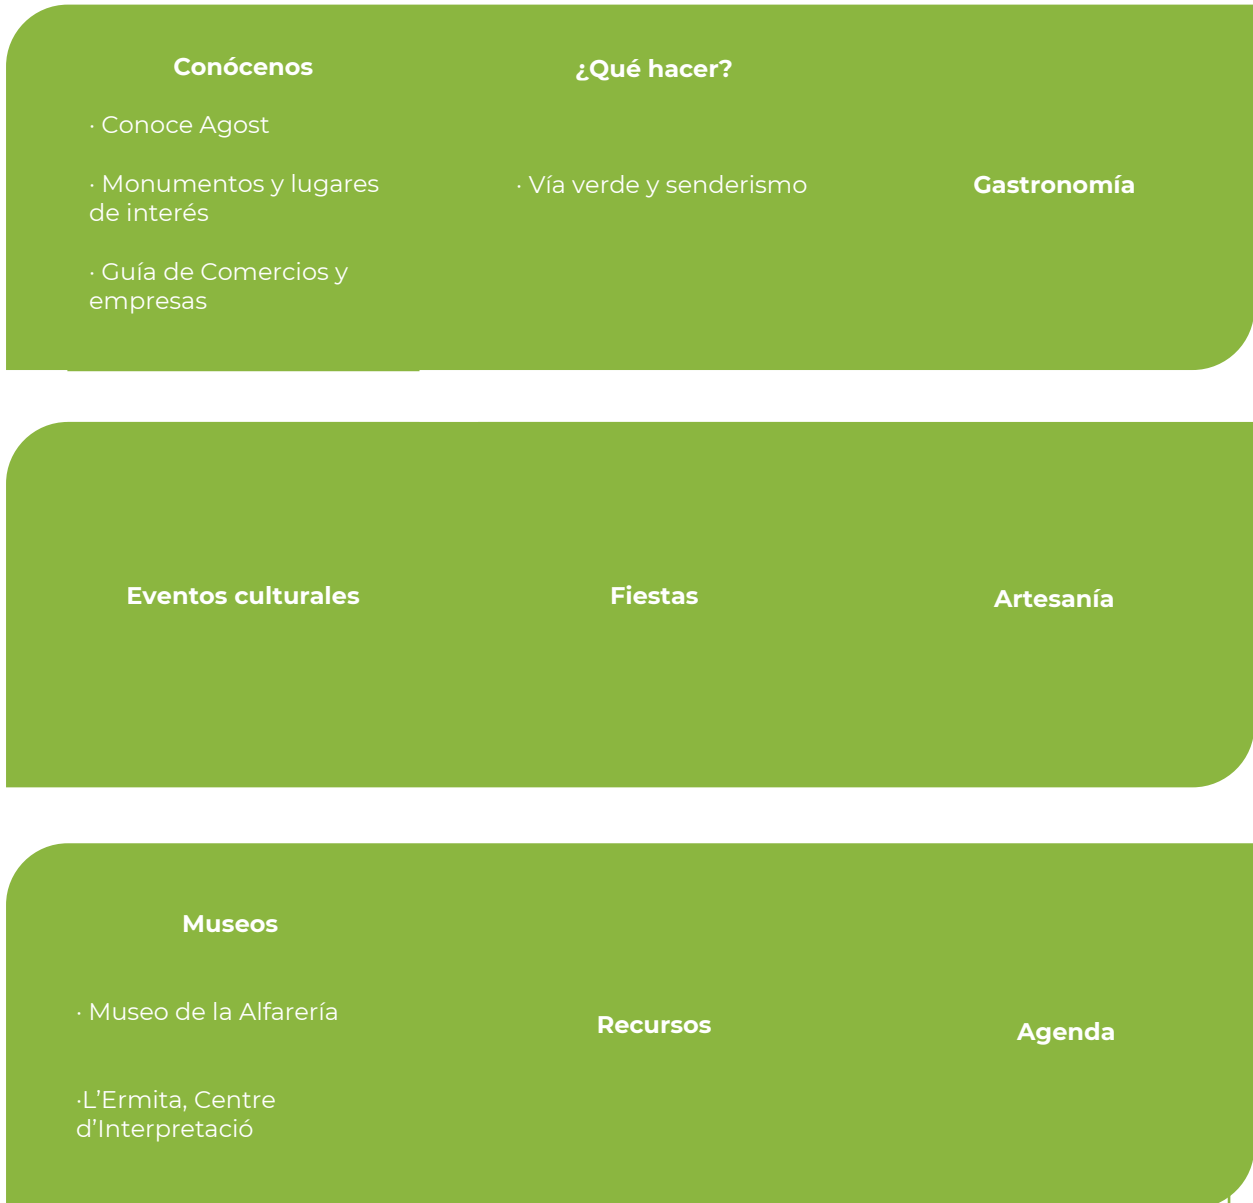 Conócenos
· Conoce Agost
· Monumentos y lugares
de interés
· Guía de Comercios y
empresas
¿Qué hacer?
· Vía verde y senderismo
Gastronomía
Eventos culturales
Fiestas
Artesanía
Museos
· Museo de la Alfarería
·L’Ermita, Centre
d’Interpretació
Recursos
Agenda